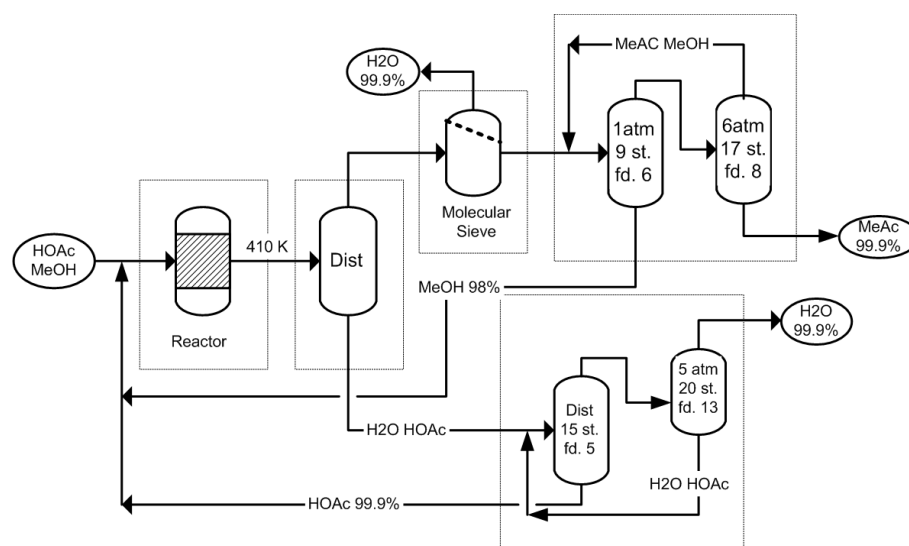 MeAC MeOH
H2O
99.9%
1atm
9 st.
fd. 6
6atm
17 st.
fd. 8
Molecular
Sieve
MeAc
99.9%
HOAc
MeOH
410 K
Dist
MeOH 98%
Reactor
H2O
99.9%
5 atm
20 st.
fd. 13
Dist
15 st.
fd. 5
H2O HOAc
H2O HOAc
HOAc 99.9%